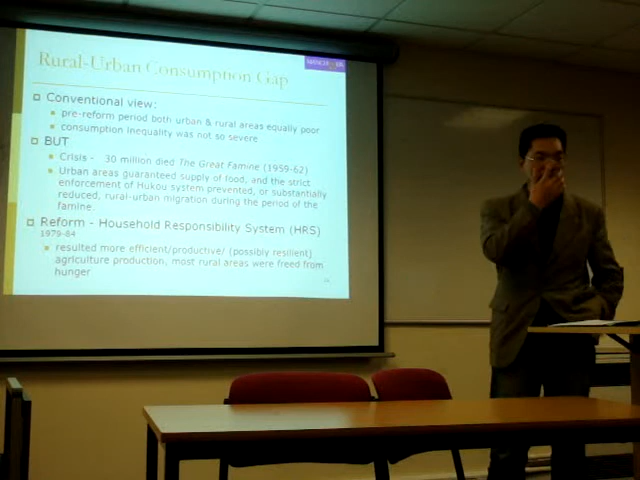 Rural-Urban Consumption Gap
Conventional view:
pre-reform period both urban & rural areas equally poor
consumption inequality was not so severe
BUT
Crisis - 30 million died The Great Famine (1959-62)
Urban areas guaranteed supply of food, and the strict
enforcement of Hukou system prevented, or substantially
reduced, rural-urban migration during the period of the
famine.
Reform - Household Responsibility System (HRS)
1979-84
resulted more efficient/productive/ (possibly resilient)
agriculture production, most rural areas were freed from
hunger